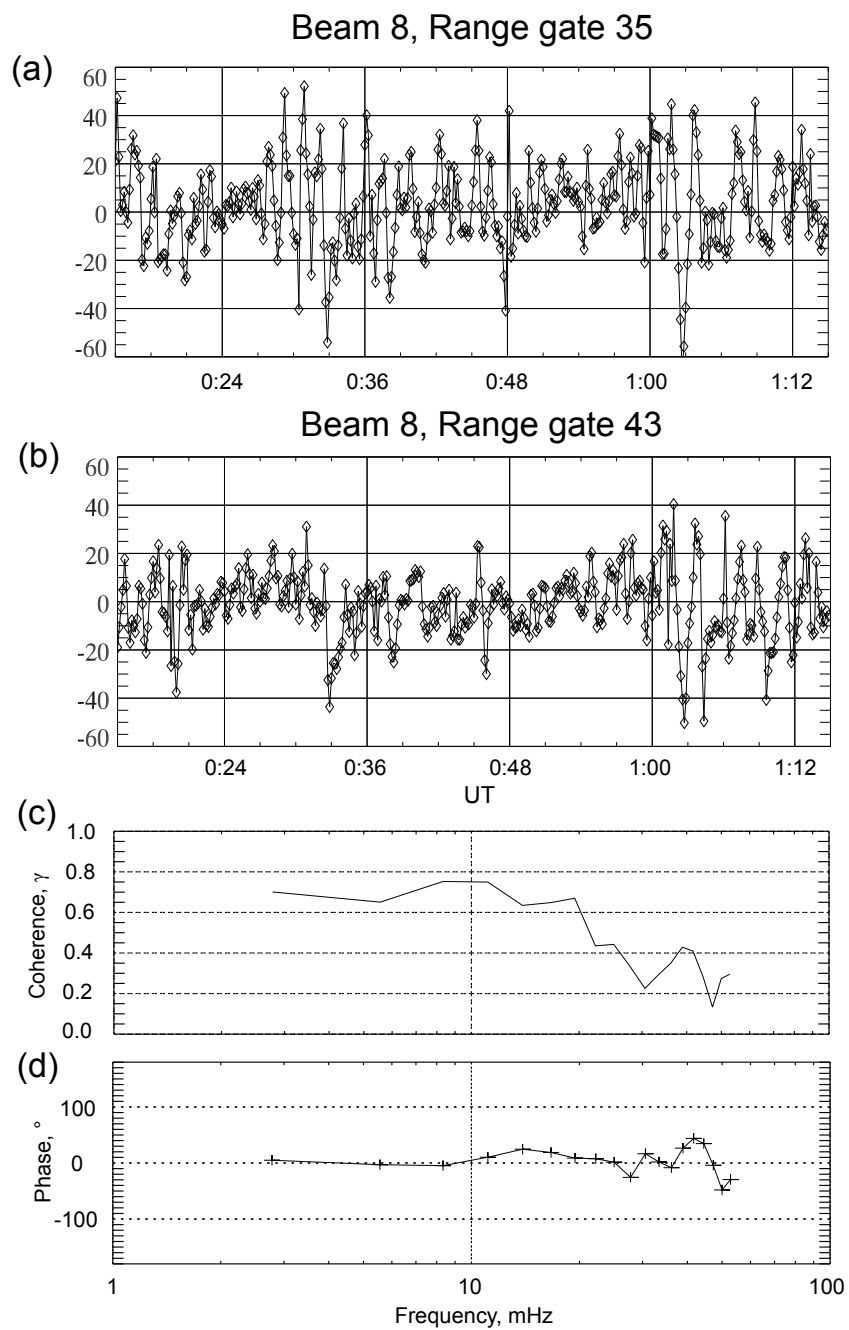 Beam 8, Range gate 35
(a)
60
40
20
0
-20
-40
-60
0:24 0:36 0:48 1:00 1:12
Beam 8, Range gate 43
(b)
60
40
20
0
-20
-40
-60
0:24 0:36 0:48 1:00 1:12
UT
(c)
Coherence, γ
1.0
0.8
0.6
0.4
0.2
0.0
(d)
Phase, °
100
0
-100
1 10 100
Frequency, mHz